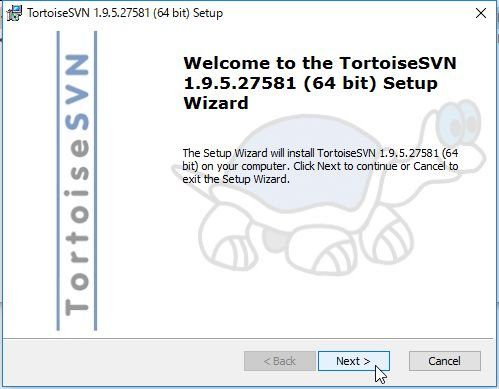 TortoiseSVN 1.9.5.27581 (64 bit) Setup
TortoiseSVN
Welcome to the TortoiseSVN
1.9.5.27581 (64 bit) Setup
Wizard
The Setup Wizard will install TortoiseSVN 1.9.5.27581 (64
bit) on your computer. Click Next to continue or Cancel to
exit the Setup Wizard.
< Back
Next >
Cancel